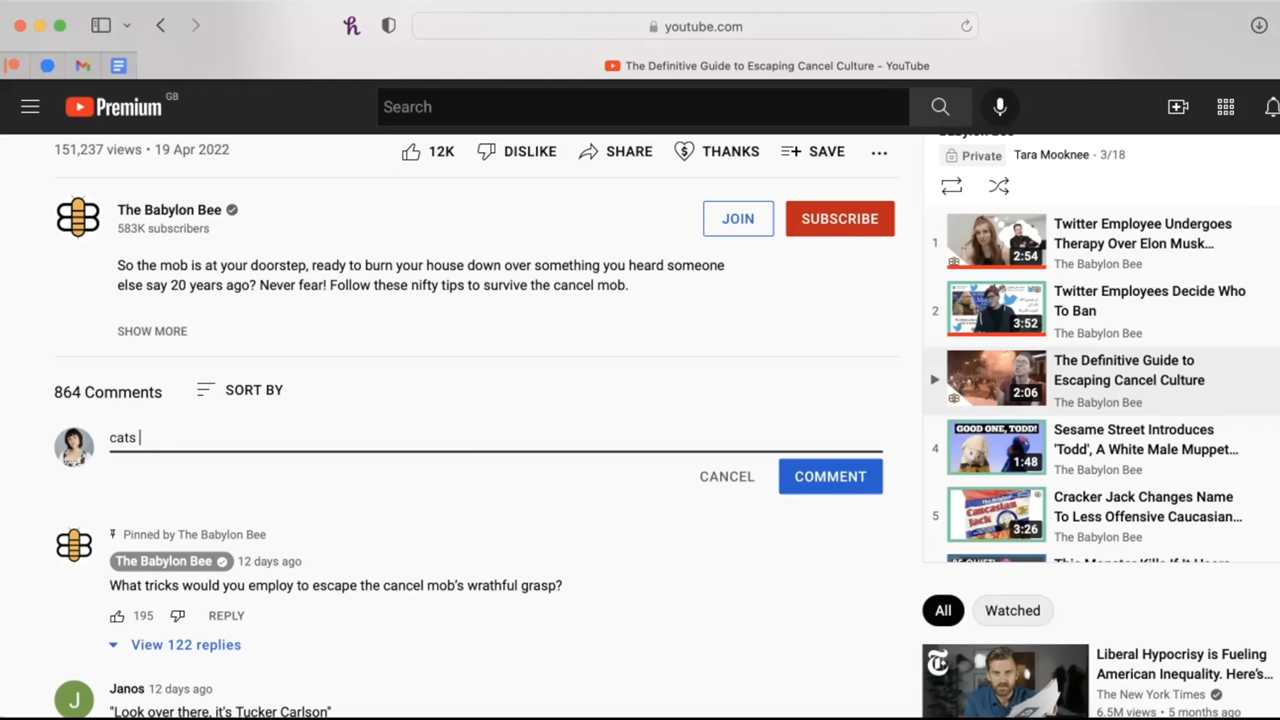 youtube.com
The Definitive Guide to Escaping Cancel Culture - YouTube
Premium GB
Search
151,237 views • 19 Apr 2022
12K DISLIKE SHARE THANKS SAVE
The Babylon Bee
583K subscribers
JOIN SUBSCRIBE
So the mob is at your doorstep, ready to burn your house down over something you heard someone
else say 20 years ago? Never fear! Follow these nifty tips to survive the cancel mob.
SHOW MORE
864 Comments SORT BY
cats
CANCEL COMMENT
Pinned by The Babylon Bee
The Babylon Bee 12 days ago
What tricks would you employ to escape the cancel mob's wrathful grasp?
195 REPLY
View 122 replies
J
Janos 12 days ago
"Look over there, it's Tucker Carlson"
Private Tara Mooknee - 3/18
1
2:54
Twitter Employee Undergoes
Therapy Over Elon Musk...
The Babylon Bee
2
3:52
Twitter Employees Decide Who
To Ban
The Babylon Bee
2:06
The Definitive Guide to
Escaping Cancel Culture
The Babylon Bee
4
GOOD ONE, TODD!
1:48
Sesame Street Introduces
'Todd', A White Male Muppet...
The Babylon Bee
5
Caucasian
Jack
3:26
Cracker Jack Changes Name
To Less Offensive Caucasian...
The Babylon Bee
All Watched
Liberal Hypocrisy is Fueling
American Inequality. Here's...
The New York Times
6.5M views • 5 months ago